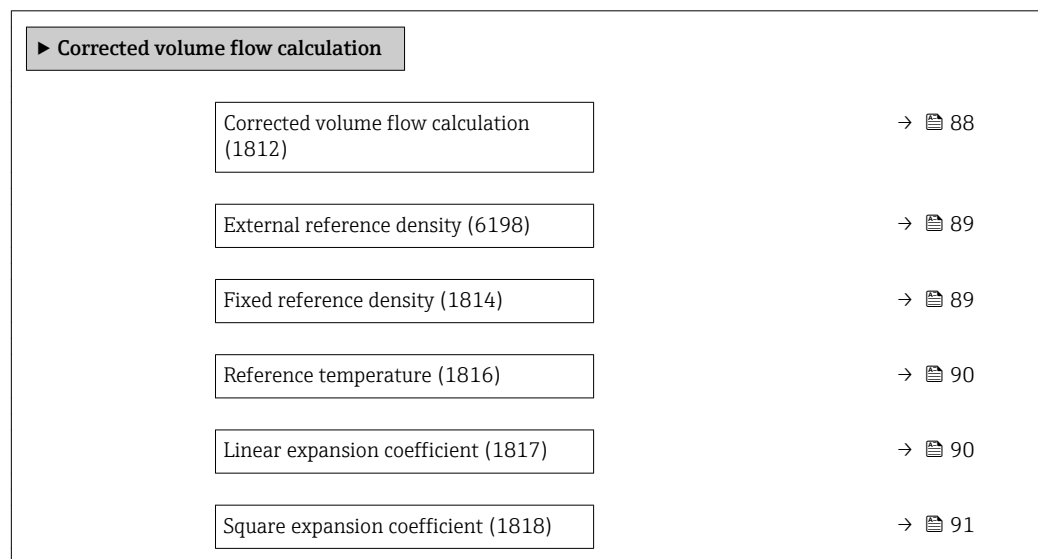 ▶ Corrected volume flow calculation
Corrected volume flow calculation
(1812)
→ 88
External reference density (6198)
→ 89
Fixed reference density (1814)
→ 89
Reference temperature (1816)
→ 90
Linear expansion coefficient (1817)
→ 90
Square expansion coefficient (1818)
→ 91